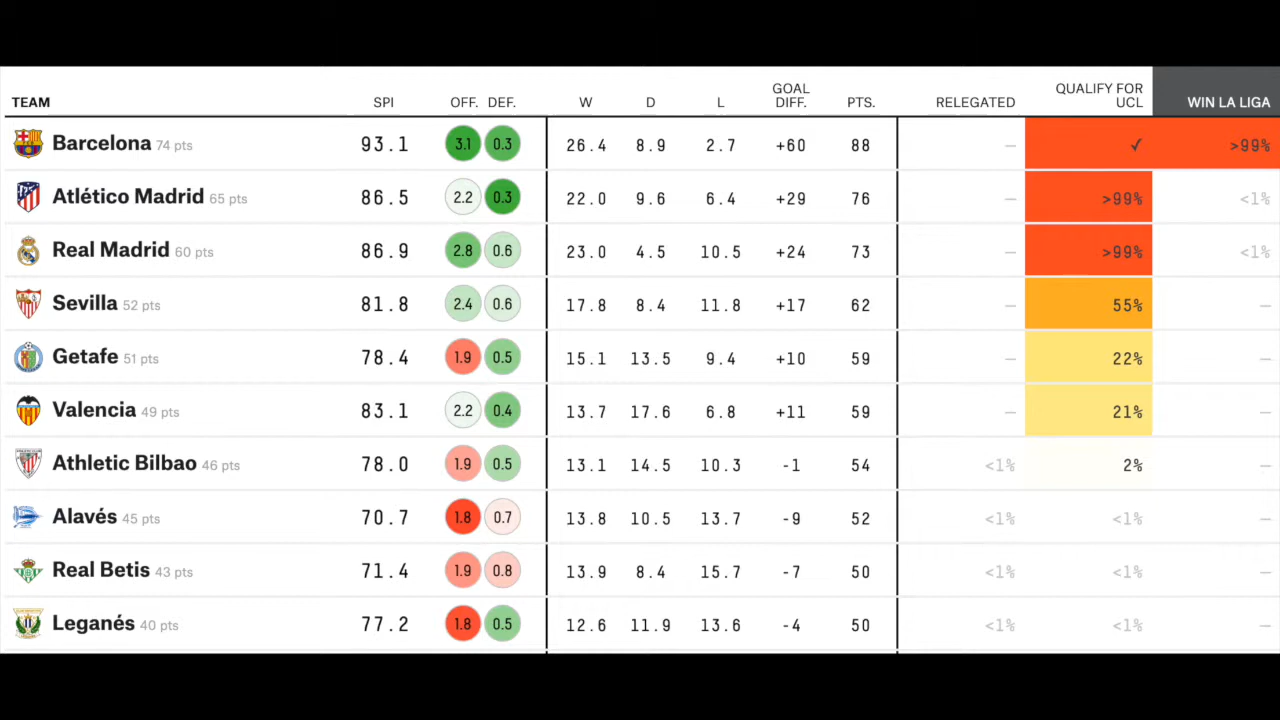 TEAM SPI OFF. DEF. W D L GOAL DIFF. PTS. RELEGATED QUALIFY FOR UCL WIN LA LIGA
Barcelona 74 pts 93.1 3.1 0.3 26.4 8.9 2.7 +60 88 — ✓ >99%
Atlético Madrid 65 pts 86.5 2.2 0.3 22.0 9.6 6.4 +29 76 — >99% <1%
Real Madrid 60 pts 86.9 2.8 0.6 23.0 4.5 10.5 +24 73 — >99% <1%
Sevilla 52 pts 81.8 2.4 0.6 17.8 8.4 11.8 +17 62 — 55% —
Getafe 51 pts 78.4 1.9 0.5 15.1 13.5 9.4 +10 59 — 22% —
Valencia 49 pts 83.1 2.2 0.4 13.7 17.6 6.8 +11 59 — 21% —
Athletic Bilbao 46 pts 78.0 1.9 0.5 13.1 14.5 10.3 -1 54 <1% 2% —
Alavés 45 pts 70.7 1.8 0.7 13.8 10.5 13.7 -9 52 <1% <1% —
Real Betis 43 pts 71.4 1.9 0.8 13.9 8.4 15.7 -7 50 <1% <1% —
Leganés 40 pts 77.2 1.8 0.5 12.6 11.9 13.6 -4 50 <1% <1% —